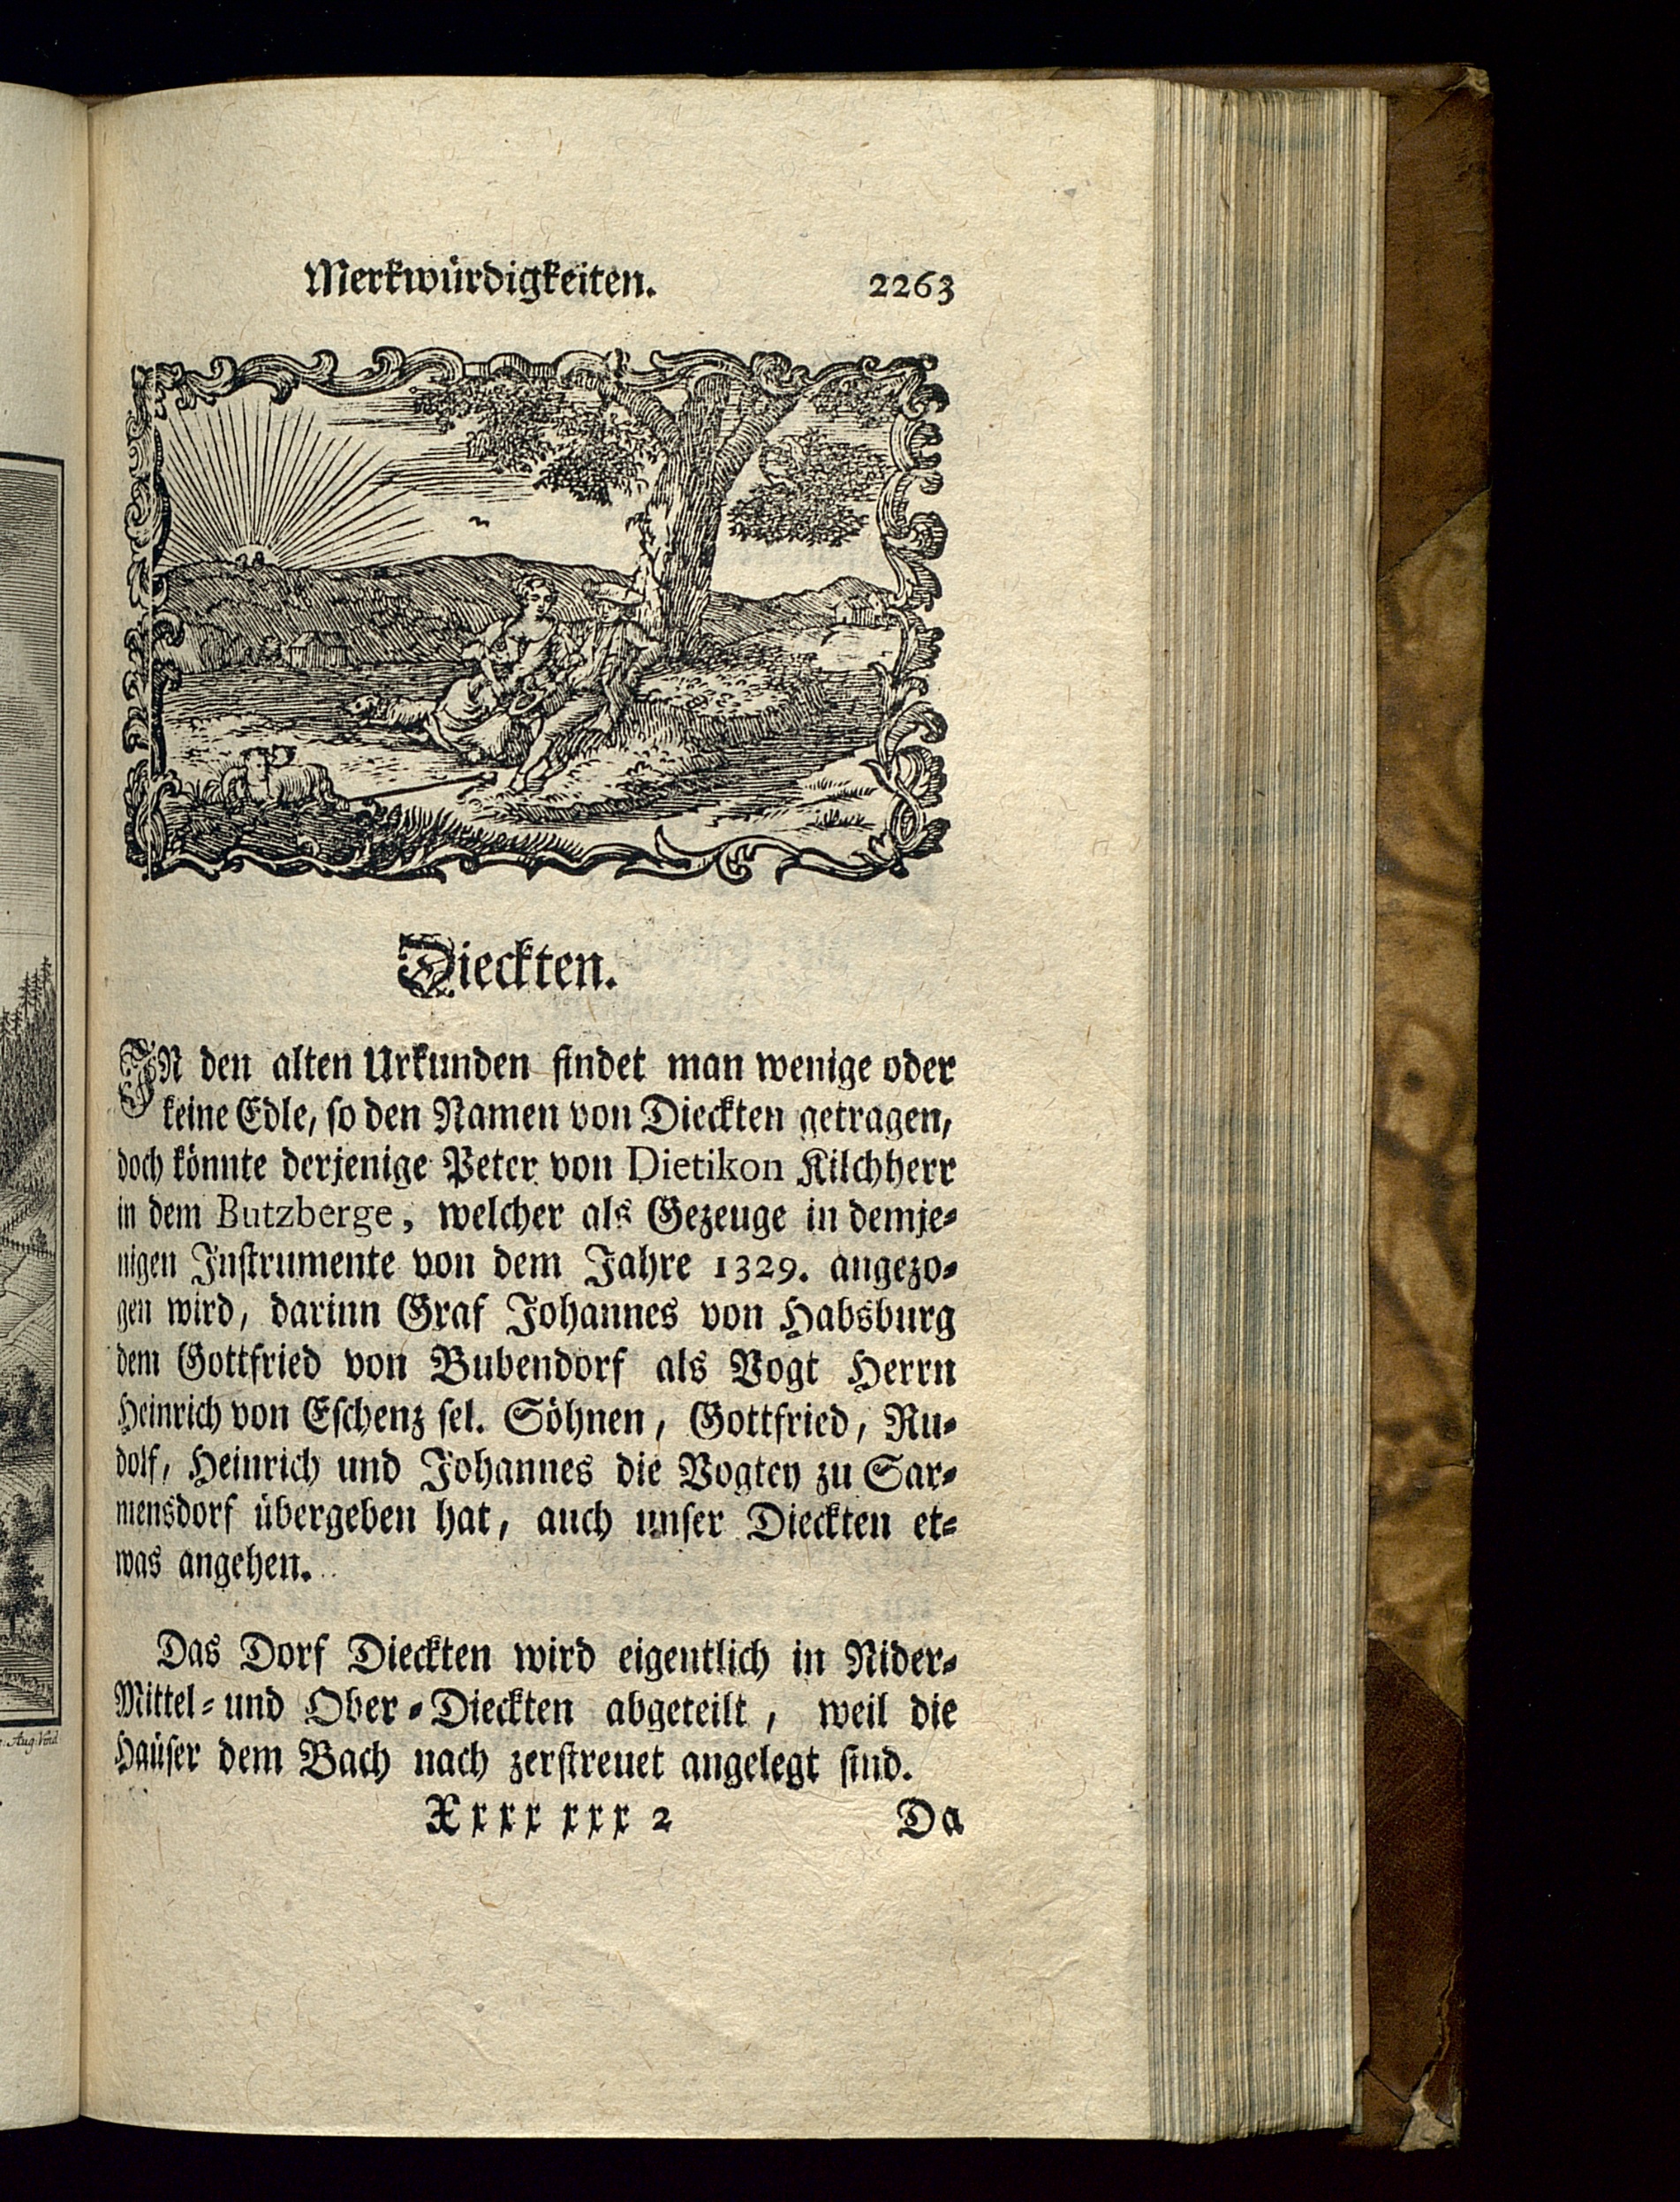 Merkwürdigkeiten. 2263
Dieckten.
IN den alten Urkunden findet man wenige oder
keine Edle, so den Namen von Dieckten getragen,
doch könnte derjenige Peter von Dietikon Kilchherr
in dem Butzberge, welcher als Gezeuge in demje-
nigen Instrumente von dem Jahre 1329. angezo-
gen wird, darinn Graf Johannes von Habsburg
dem Gottfried von Bubendorf als Vogt Herrn
Heinrich von Eschenz sel. Söhnen, Gottfried, Ru-
dolf, Heinrich und Johannes die Vogtey zu Sar-
mensdorf übergeben hat, auch unser Dieckten et-
was angehen.
Das Dorf Dieckten wird eigentlich in Nider-
Mittel- und Ober-Dieckten abgeteilt, weil die
Haüser dem Bach nach zerstreuet angelegt sind.
Xxxx xxx 2 Da